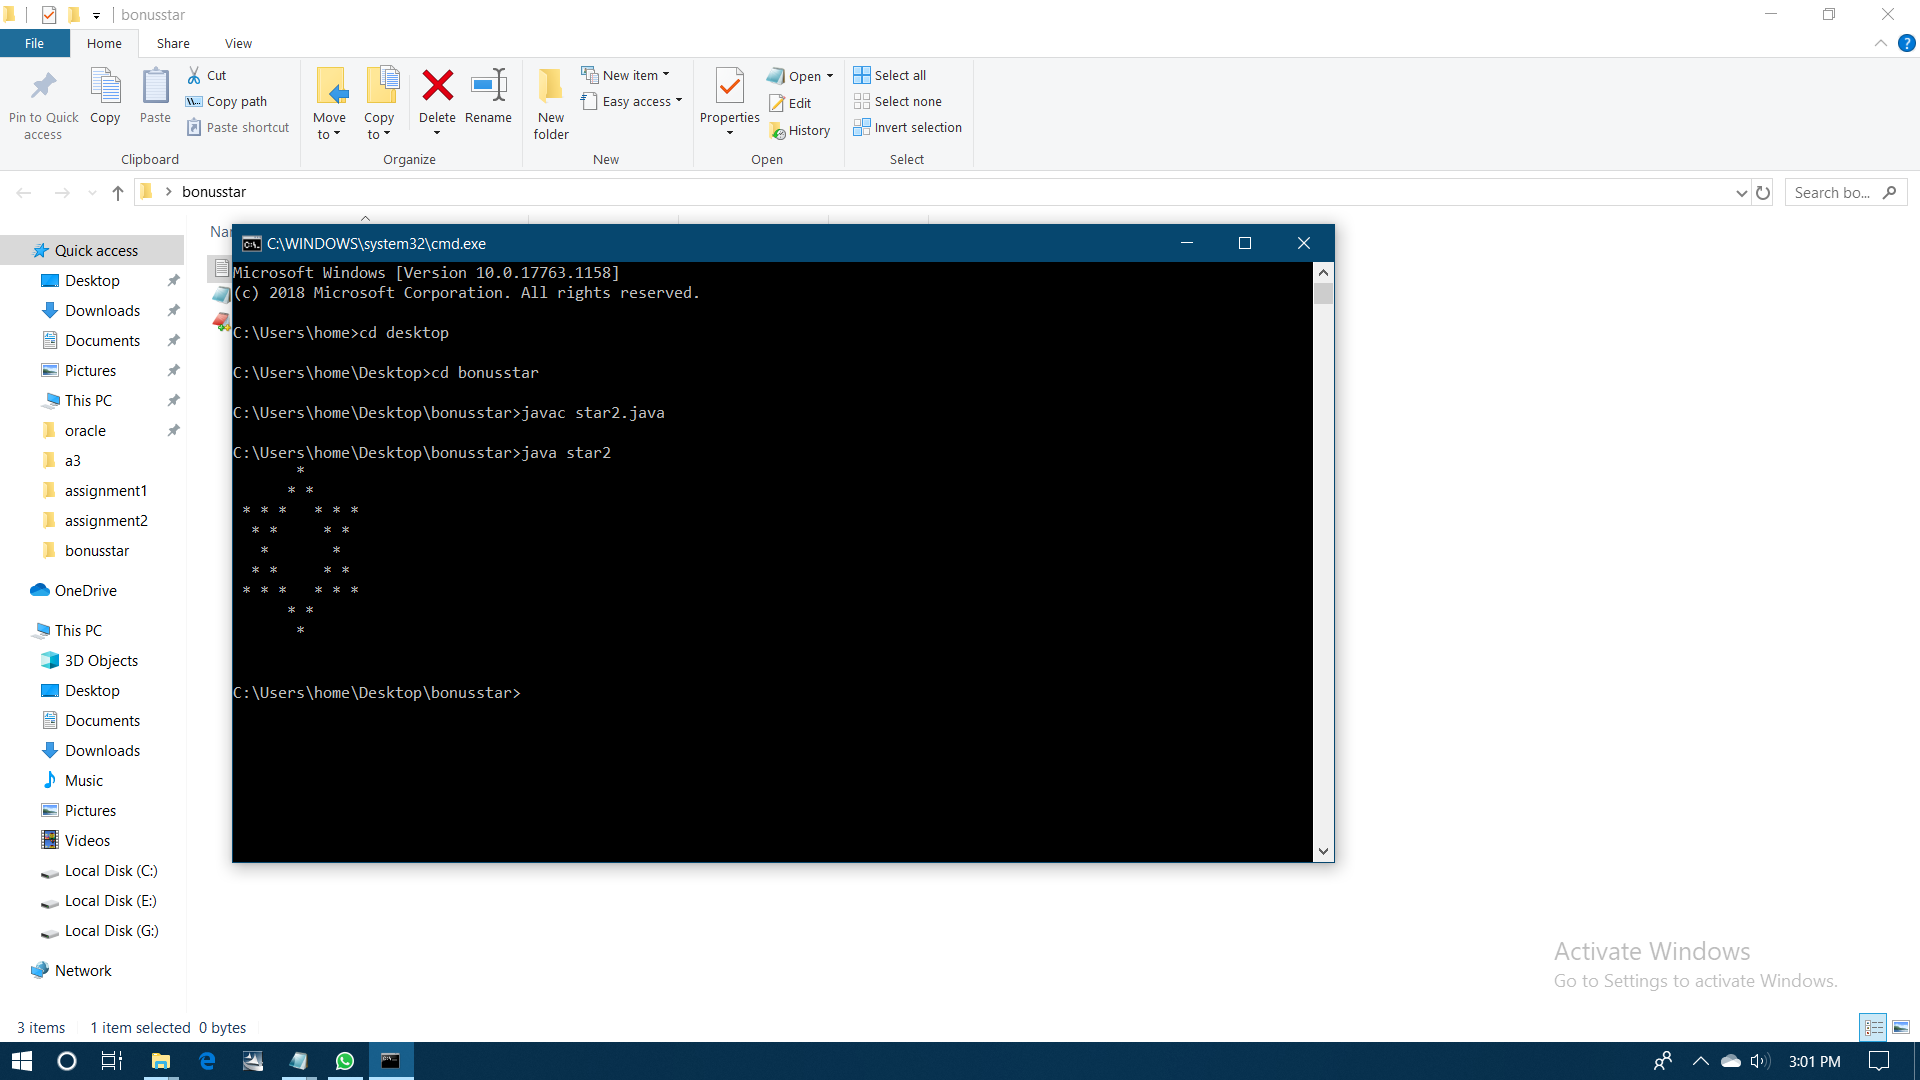 bonusstar
File Home Share View
Pin to Quick access
Copy
Paste
Cut
Copy path
Paste shortcut
Clipboard
Move to
Copy to
Delete
Rename
Organize
New folder
New item
Easy access
New
Properties
Open
Edit
History
Open
Select all
Select none
Invert selection
Select
bonusstar
Search bo...
Quick access
Desktop
Downloads
Documents
Pictures
This PC
oracle
a3
assignment1
assignment2
bonusstar
OneDrive
This PC
3D Objects
Desktop
Documents
Downloads
Music
Pictures
Videos
Local Disk (C:)
Local Disk (E:)
Local Disk (G:)
Network
C:\WINDOWS\system32\cmd.exe
Microsoft Windows [Version 10.0.17763.1158]
(c) 2018 Microsoft Corporation. All rights reserved.
C:\Users\home>cd desktop
C:\Users\home\Desktop>cd bonusstar
C:\Users\home\Desktop\bonusstar>javac star2.java
C:\Users\home\Desktop\bonusstar>java star2
       *
      * *
 * * *   * * *
  * *     * *
   *       *
  * *     * *
 * * *   * * *
      * *
       *
C:\Users\home\Desktop\bonusstar>
Activate Windows
Go to Settings to activate Windows.
3 items 1 item selected 0 bytes
3:01 PM